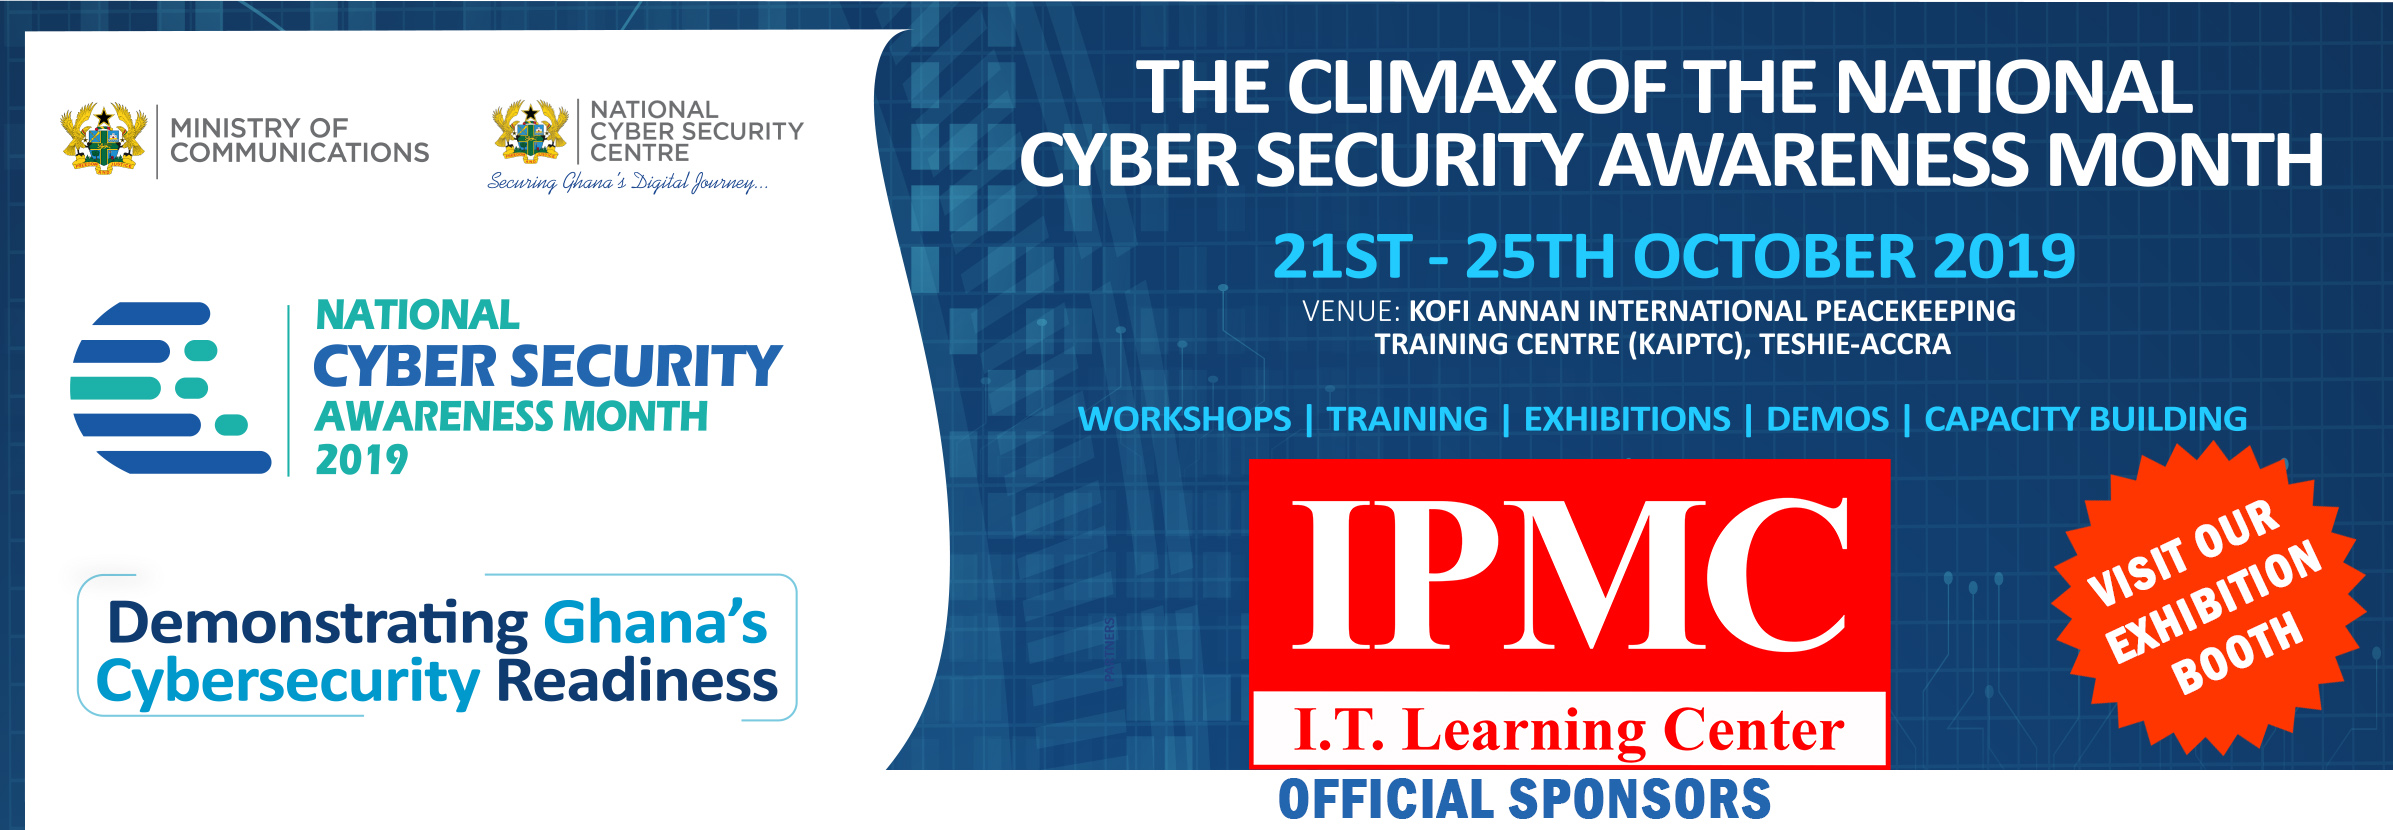 MINISTRY OF
COMMUNICATIONS
NATIONAL
CYBER SECURITY
CENTRE
Securing Ghana's Digital Journey...
NATIONAL
CYBER SECURITY
AWARENESS MONTH
2019
Demonstrating Ghana's
Cybersecurity Readiness
THE CLIMAX OF THE NATIONAL
CYBER SECURITY AWARENESS MONTH
21ST - 25TH OCTOBER 2019
VENUE: KOFI ANNAN INTERNATIONAL PEACEKEEPING
TRAINING CENTRE (KAIPTC), TESHIE-ACCRA
WORKSHOPS | TRAINING | EXHIBITIONS | DEMOS | CAPACITY BUILDING
PARTNERS
IPMC
I.T. Learning Center
OFFICIAL SPONSORS
VISIT OUR
EXHIBITION
BOOTH